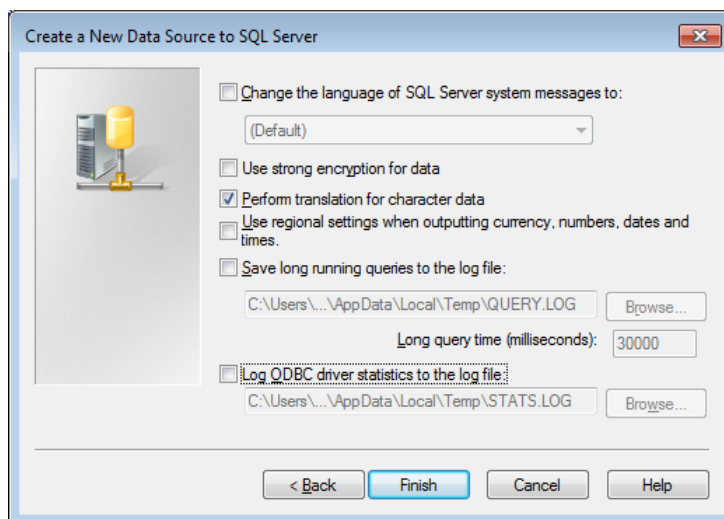 Create a New Data Source to SQL Server
Change the language of SQL Server system messages to:
(Default)
Use strong encryption for data
Perform translation for character data
Use regional settings when outputting currency, numbers, dates and
times.
Save long running queries to the log file:
C:\Users\...\AppData\Local\Temp\QUERY.LOG
Browse...
Long query time (milliseconds):
30000
Log ODBC driver statistics to the log file:
C:\Users\...\AppData\Local\Temp\STATS.LOG
Browse...
< Back
Finish
Cancel
Help